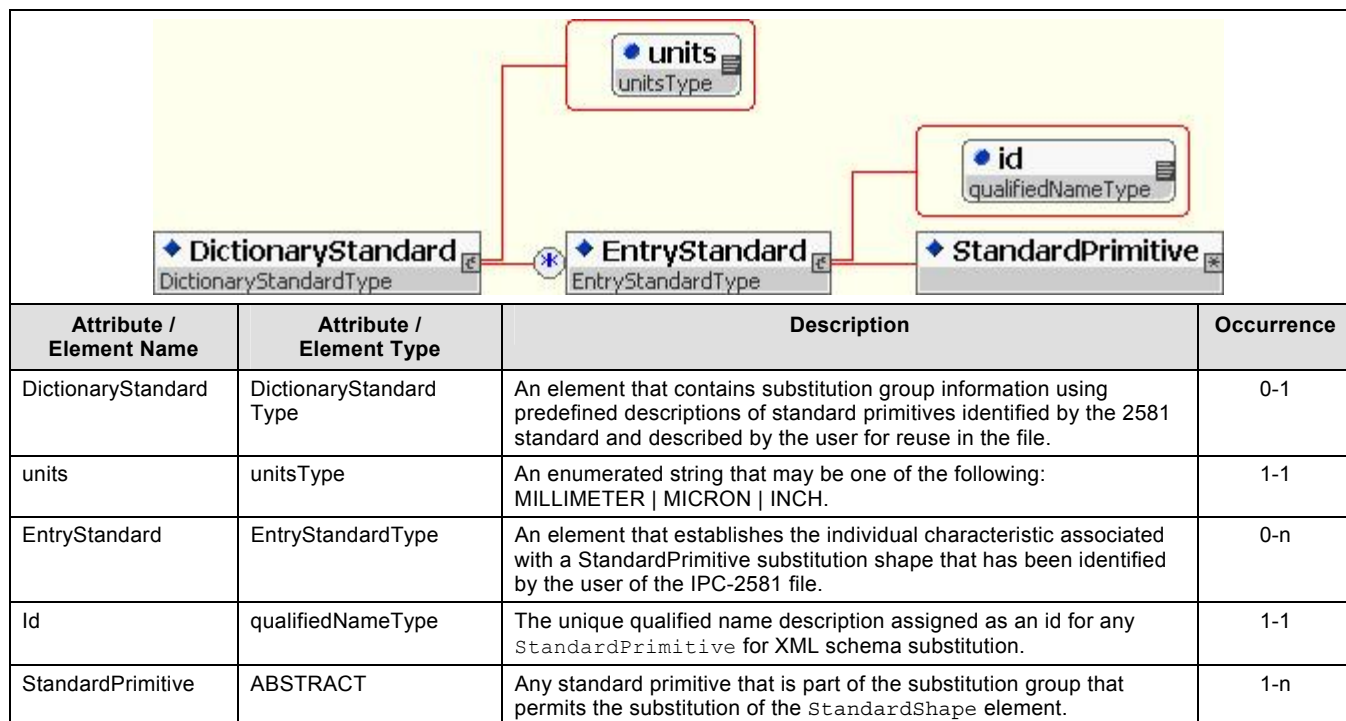 units
unitsType
id
qualifiedNameType
DictionaryStandard
DictionaryStandardType
EntryStandard
EntryStandardType
StandardPrimitive
Attribute / Element Name
Attribute / Element Type
Description
Occurrence
DictionaryStandard
DictionaryStandard
Type
An element that contains substitution group information using
predefined descriptions of standard primitives identified by the 2581
standard and described by the user for reuse in the file.
0-1
units
unitsType
An enumerated string that may be one of the following:
MILLIMETER | MICRON | INCH.
1-1
EntryStandard
EntryStandardType
An element that establishes the individual characteristic associated
with a StandardPrimitive substitution shape that has been identified
by the user of the IPC-2581 file.
0-n
Id
qualifiedNameType
The unique qualified name description assigned as an id for any
StandardPrimitive for XML schema substitution.
1-1
StandardPrimitive
ABSTRACT
Any standard primitive that is part of the substitution group that
permits the substitution of the StandardShape element.
1-n